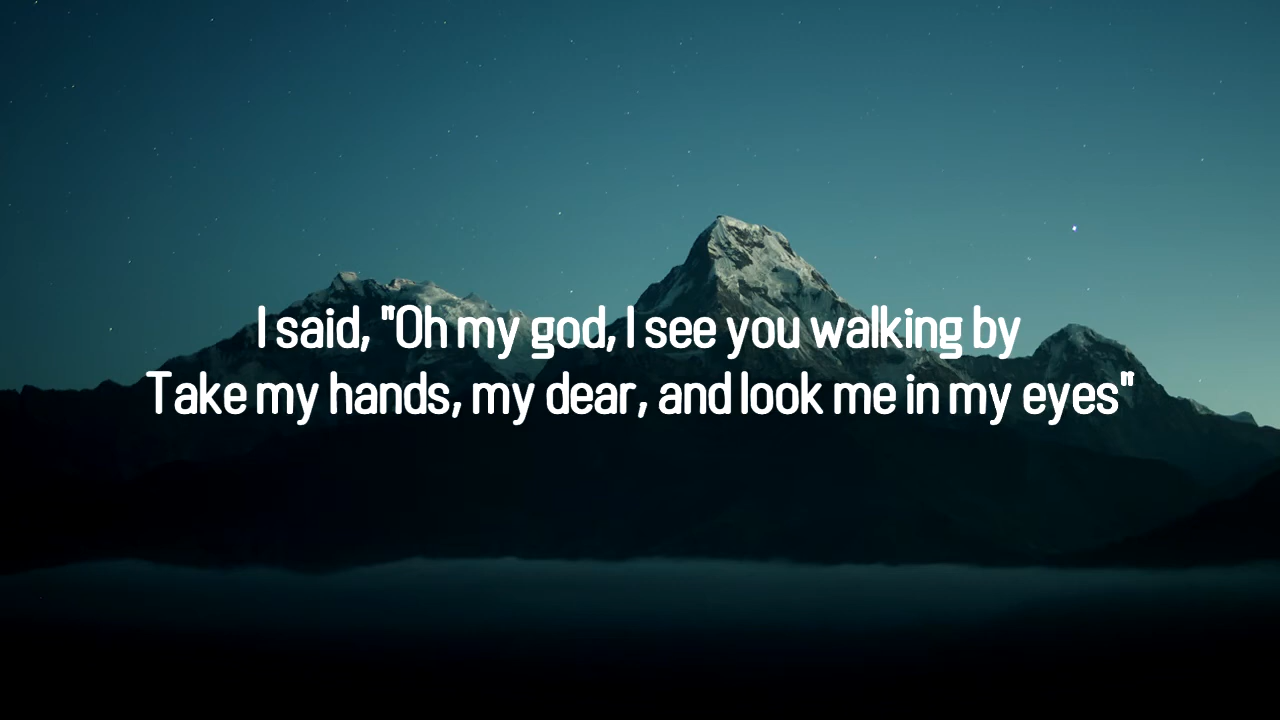 I said, "Oh my god, I see you walking by
Take my hands, my dear, and look me in my eyes"